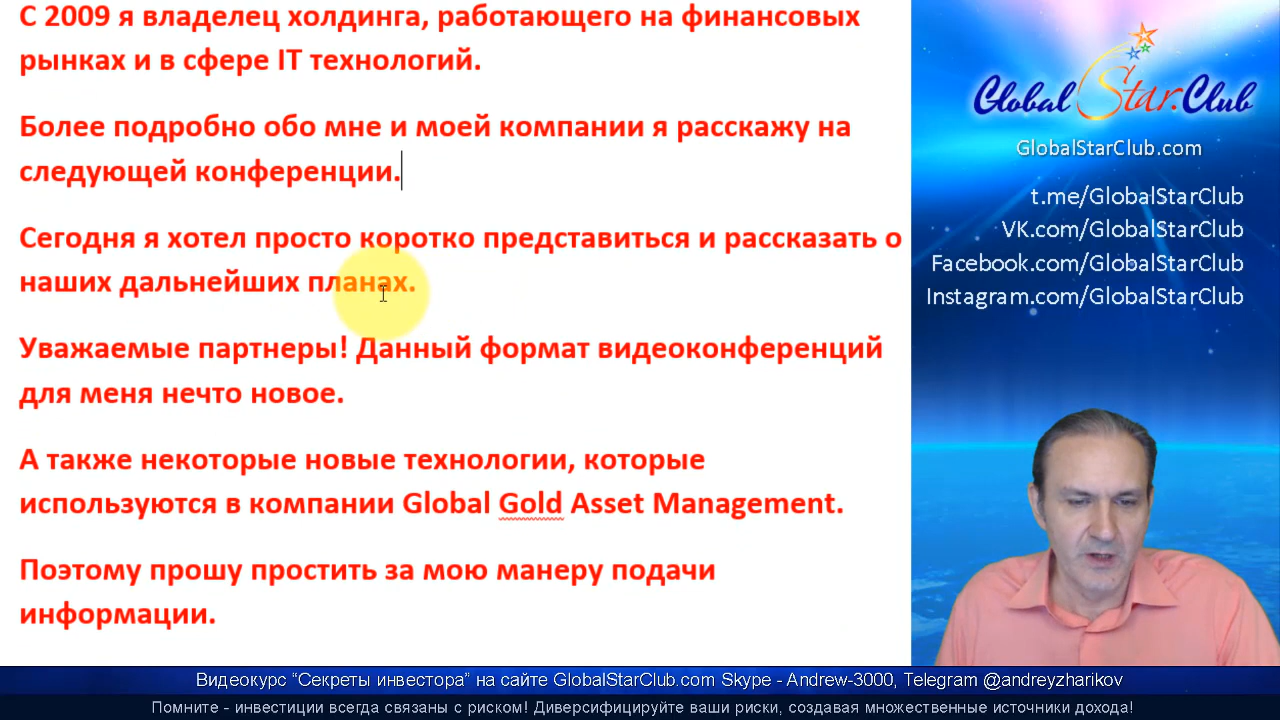 С 2009 я владелец холдинга, работающего на финансовых
рынках и в сфере IT технологий.
Более подробно обо мне и моей компании я расскажу на
следующей конференции.
Сегодня я хотел просто коротко представиться и рассказать о
наших дальнейших планах.
Уважаемые партнеры! Данный формат видеоконференций
для меня нечто новое.
А также некоторые новые технологии, которые
используются в компании Global Gold Asset Management.
Поэтому прошу простить за мою манеру подачи
информации.
Global Star.Club
GlobalStarClub.com
t.me/GlobalStarClub
VK.com/GlobalStarClub
Facebook.com/GlobalStarClub
Instagram.com/GlobalStarClub
Видеокурс “Секреты инвестора” на сайте GlobalStarClub.com Skype - Andrew-3000, Telegram @andreyzharikov
Помните - инвестиции всегда связаны с риском! Диверсифицируйте ваши риски, создавая множественные источники дохода!